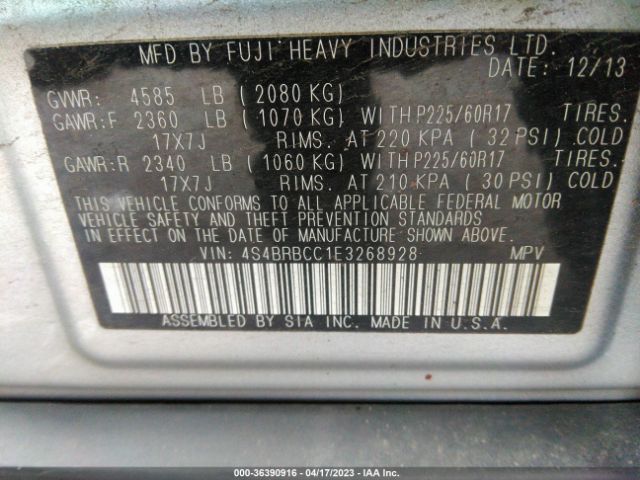 MFD BY FUJI HEAVY INDUSTRIES LTD.
DATE: 12/13
GVWR: 4585 LB ( 2080 KG)
GAWR:F 2360 LB ( 1070 KG) WITH P225/60R17 TIRES.
17X7J RIMS. AT 220 KPA ( 32 PSI) COLD
GAWR:R 2340 LB ( 1060 KG) WITH P225/60R17 TIRES.
17X7J RIMS. AT 210 KPA ( 30 PSI) COLD
THIS VEHICLE CONFORMS TO ALL APPLICABLE FEDERAL MOTOR
VEHICLE SAFETY AND THEFT PREVENTION STANDARDS
IN EFFECT ON THE DATE OF MANUFACTURE SHOWN ABOVE.
VIN: 4S4BRBCC1E3268928 MPV
ASSEMBLED BY SIA INC. MADE IN U.S.A.
000-36390916 - 04/17/2023 - IAA Inc.